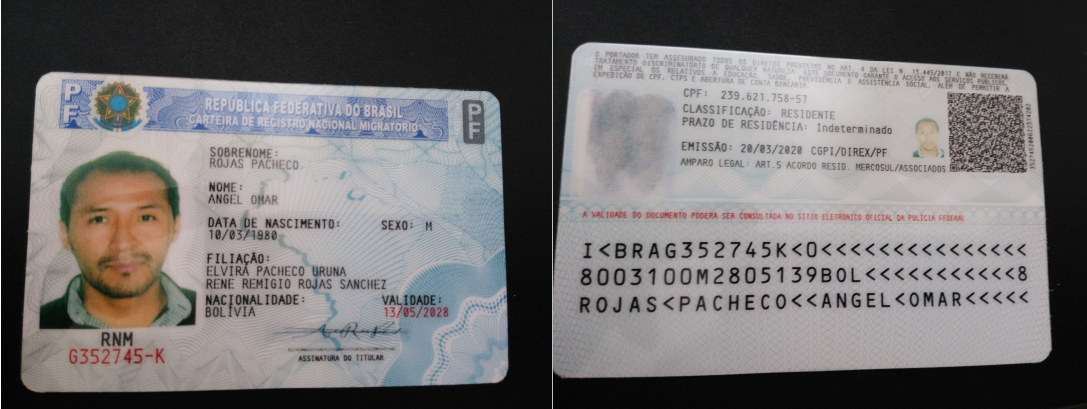 PF
REPÚBLICA FEDERATIVA DO BRASIL
CARTEIRA DE REGISTRO NACIONAL MIGRATÓRIO
PF
SOBRENOME:
ROJAS PACHECO
NOME:
ANGEL OMAR
DATA DE NASCIMENTO: SEXO: M
10/03/1980
FILIAÇÃO:
ELVIRA PACHECO URUNA
RENE REMIGIO ROJAS SANCHEZ
NACIONALIDADE: VALIDADE:
BOLÍVIA 13/05/2028
RNM
G352745-K
ASSINATURA DO TITULAR
O PORTADOR TEM ASSEGURADO TODOS OS DIREITOS PREVISTOS NO ART. 4 DA LEI N. 13.445/2017 E NÃO RECEBERÁ
TRATAMENTO DISCRIMINATÓRIO DE QUALQUER NATUREZA. ESTE DOCUMENTO GARANTE O ACESSO AOS SERVIÇOS PÚBLICOS,
EM ESPECIAL OS RELATIVOS A EDUCAÇÃO, SAÚDE, PREVIDÊNCIA E ASSISTÊNCIA SOCIAL, ALÉM DE PERMITIR A
EXPEDIÇÃO DE CPF, CTPS E ABERTURA DE CONTA BANCÁRIA.
CPF: 239.621.758-57
CLASSIFICAÇÃO: RESIDENTE
PRAZO DE RESIDÊNCIA: Indeterminado
EMISSÃO: 20/03/2020 CGPI/DIREX/PF
AMPARO LEGAL: ART.5 ACORDO RESID. MERCOSUL/ASSOCIADOS
A VALIDADE DO DOCUMENTO PODERÁ SER CONSULTADA NO SITIO ELETRÔNICO OFICIAL DA POLÍCIA FEDERAL
I<BRAG352745K<0<<<<<<<<<<<<<<<
8003100M2805139BOL<<<<<<<<<<<8
ROJAS<PACHECO<<ANGEL<OMAR<<<<<